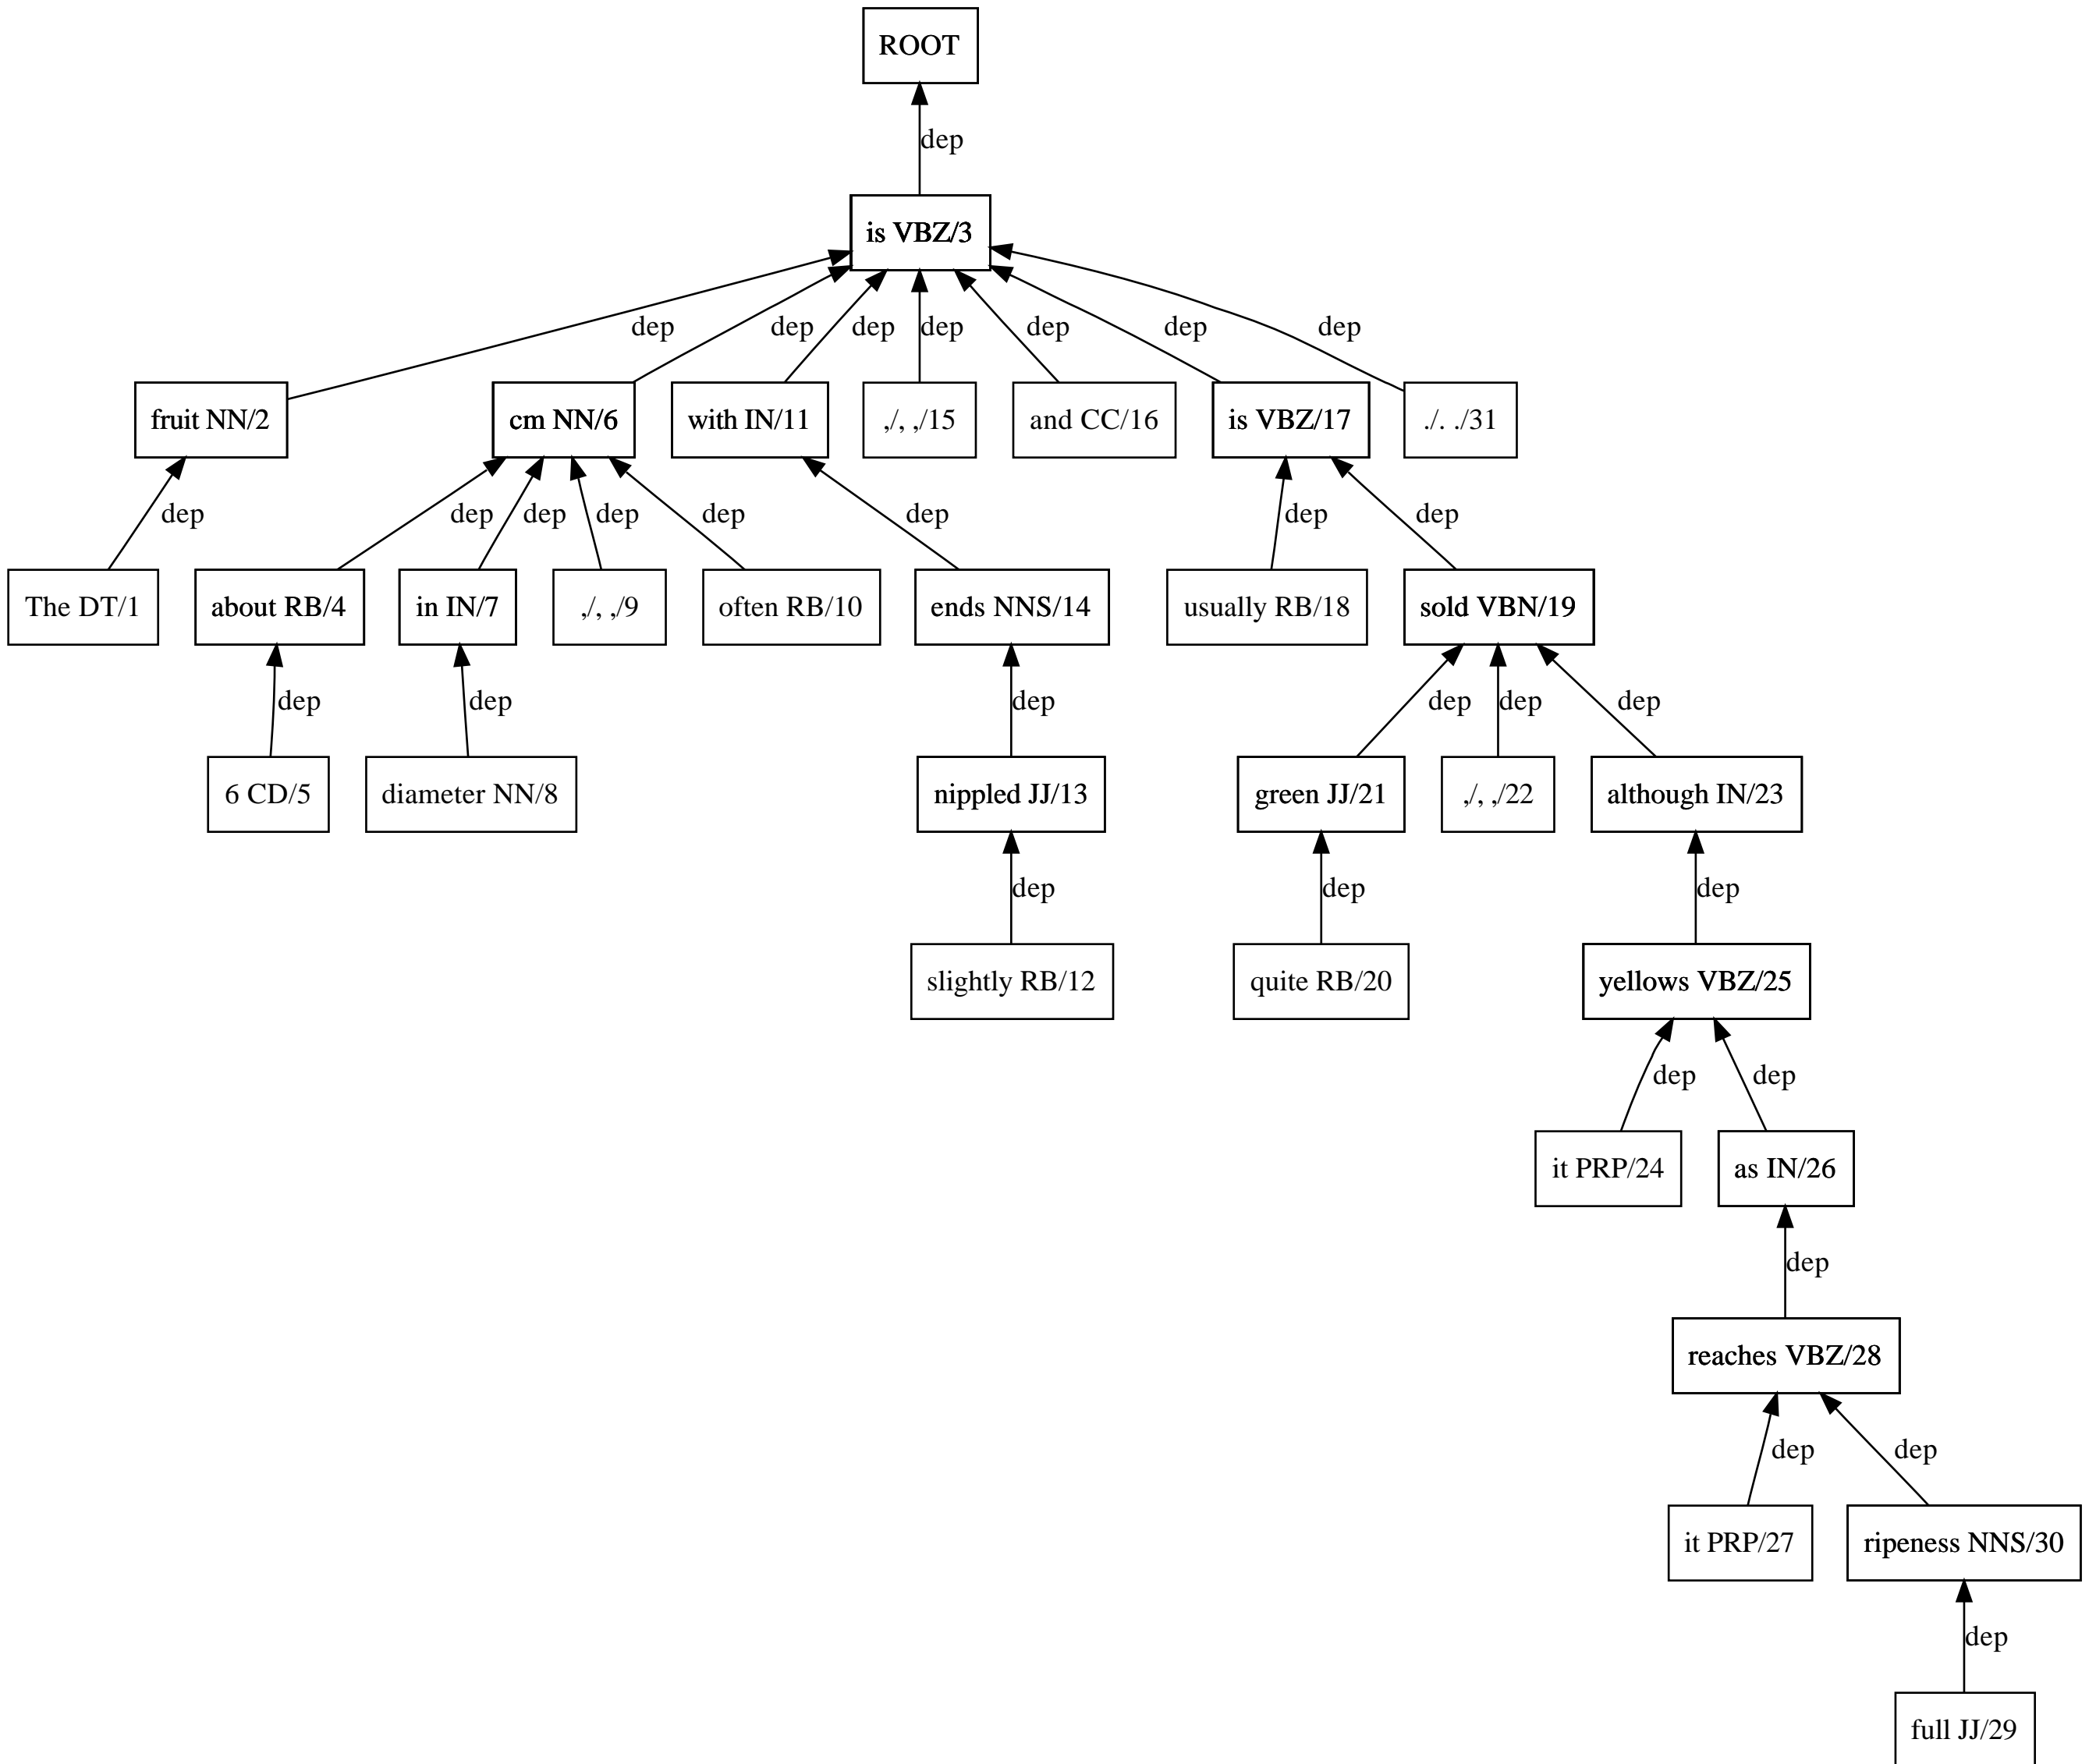 ROOT
dep
is VBZ/3
dep dep dep dep dep dep dep
fruit NN/2 cm NN/6 with IN/11 ,/, ,/15 and CC/16 is VBZ/17 ./. ./31
dep dep dep dep dep dep dep dep
The DT/1 about RB/4 in IN/7 ,/, ,/9 often RB/10 ends NNS/14 usually RB/18 sold VBN/19
dep dep dep dep dep dep
6 CD/5 diameter NN/8 nippled JJ/13 green JJ/21 ,/, ,/22 although IN/23
dep dep dep
slightly RB/12 quite RB/20 yellows VBZ/25
dep dep
it PRP/24 as IN/26
dep
reaches VBZ/28
dep dep
it PRP/27 ripeness NNS/30
dep
full JJ/29